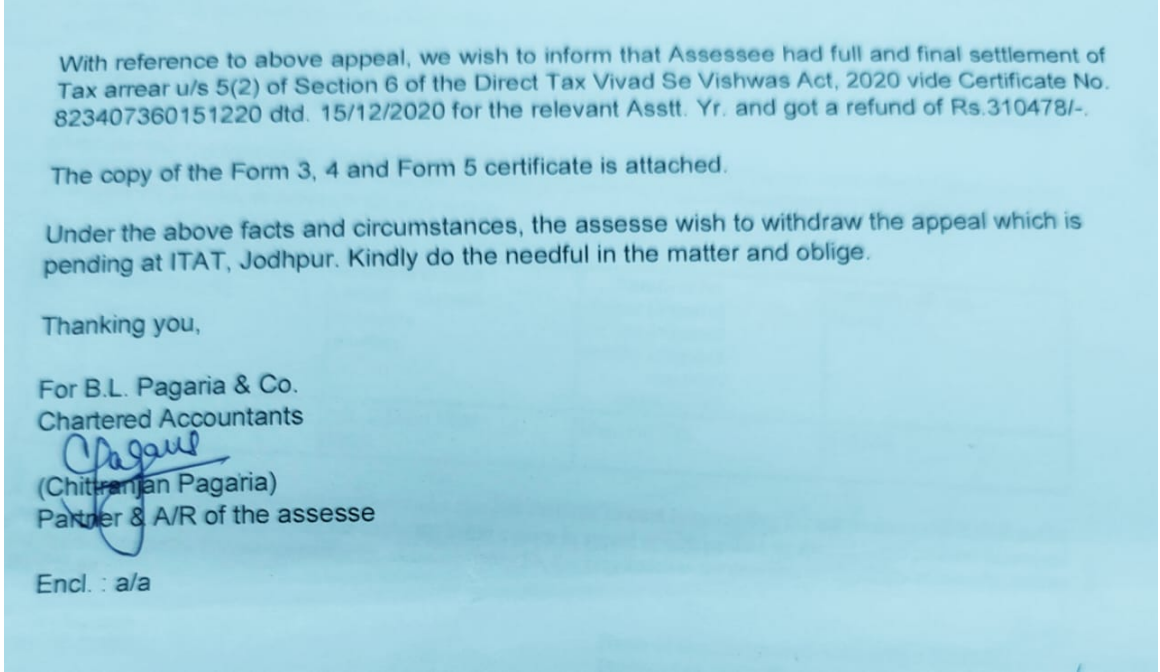 With reference to above appeal, we wish to inform that Assessee had full and final settlement of
Tax arrear u/s 5(2) of Section 6 of the Direct Tax Vivad Se Vishwas Act, 2020 vide Certificate No.
823407360151220 dtd. 15/12/2020 for the relevant Asstt. Yr. and got a refund of Rs.310478/-.
The copy of the Form 3, 4 and Form 5 certificate is attached.
Under the above facts and circumstances, the assesse wish to withdraw the appeal which is
pending at ITAT, Jodhpur. Kindly do the needful in the matter and oblige.
Thanking you,
For B.L. Pagaria & Co.
Chartered Accountants
CPagaria
(Chittranjan Pagaria)
Partner & A/R of the assesse
Encl. : a/a